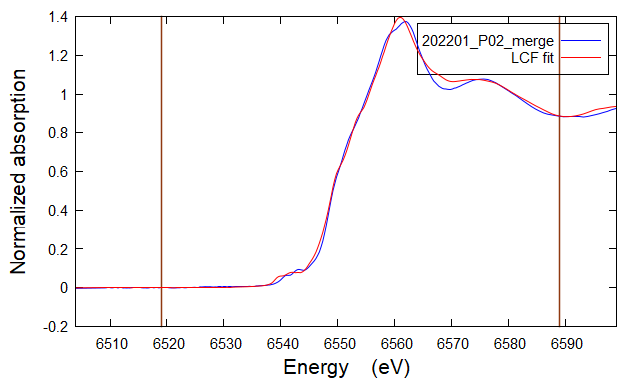 1.4
1.2
1
0.8
0.6
0.4
0.2
0
-0.2
Normalized absorption
202201_P02_merge
LCF fit
6510 6520 6530 6540 6550 6560 6570 6580 6590
Energy (eV)